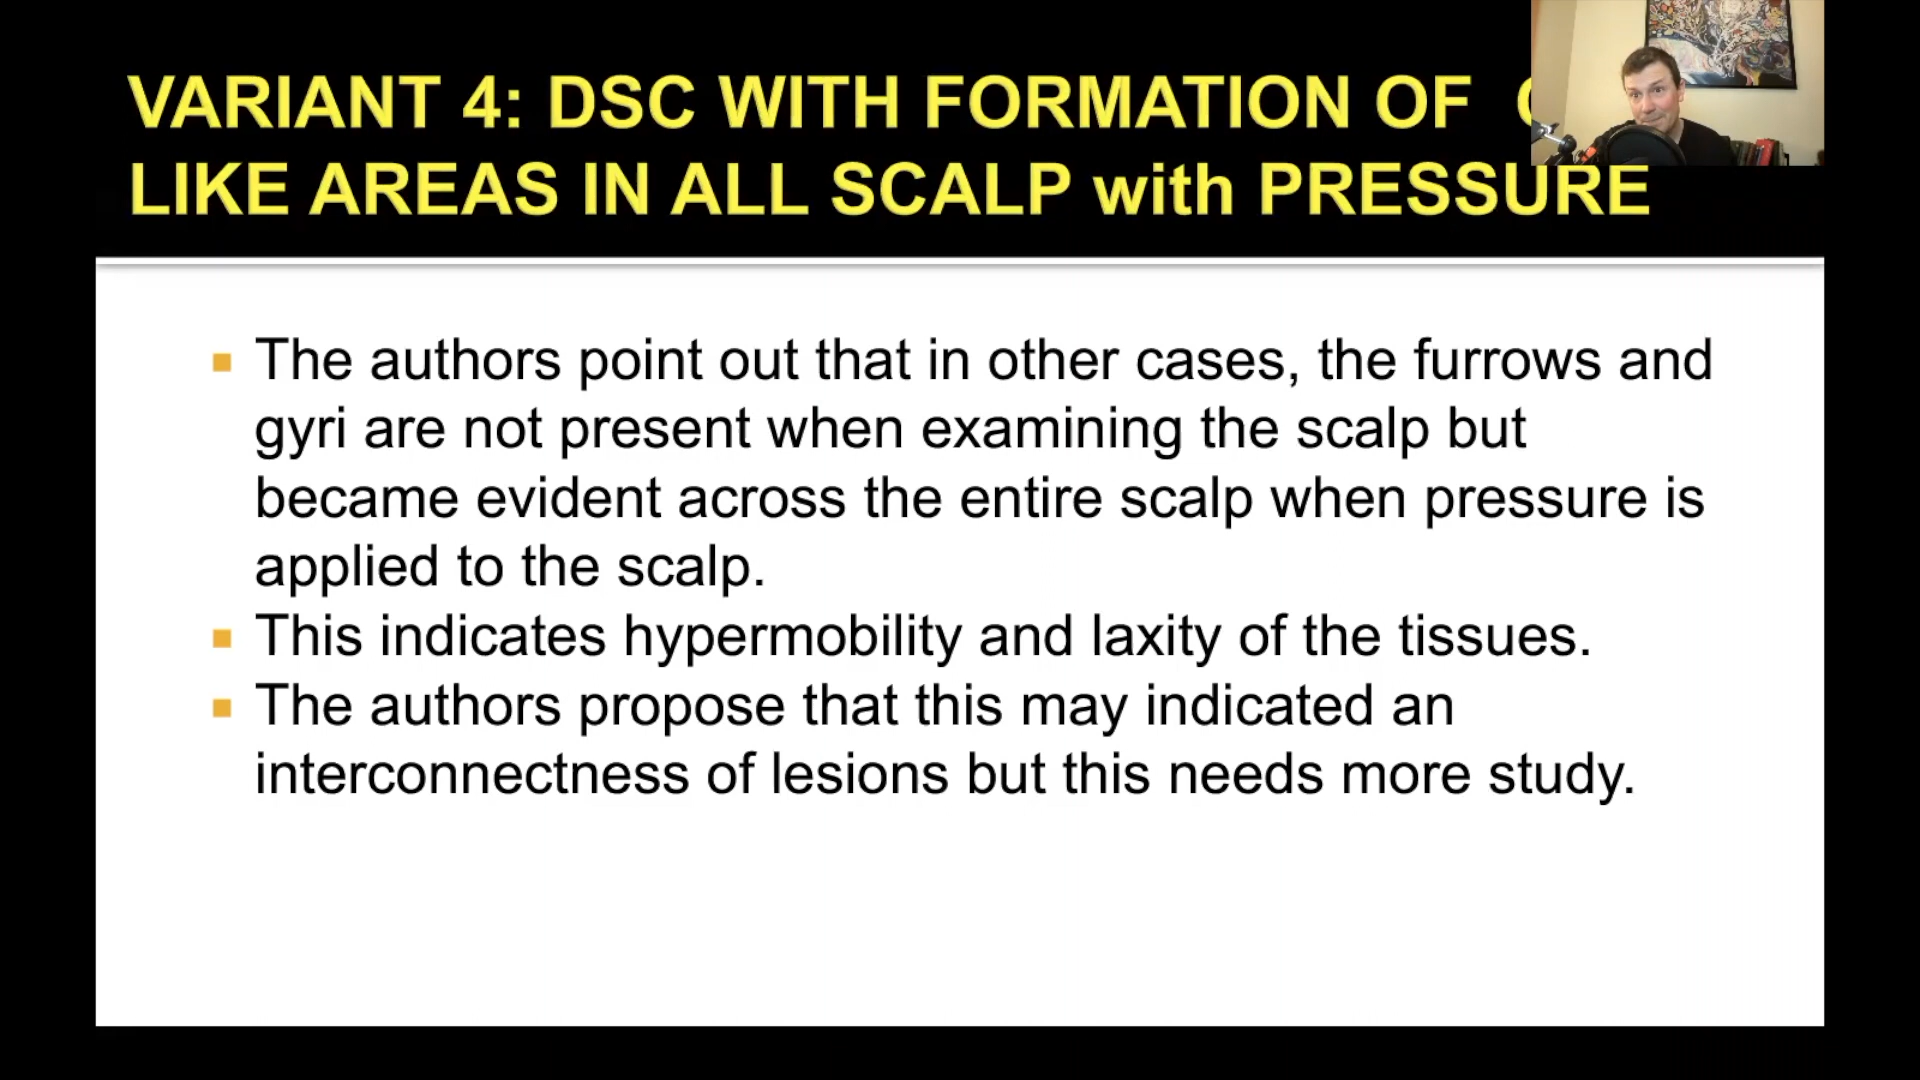 VARIANT 4: DSC WITH FORMATION OF
LIKE AREAS IN ALL SCALP with PRESSURE
The authors point out that in other cases, the furrows and
gyri are not present when examining the scalp but
became evident across the entire scalp when pressure is
applied to the scalp.
This indicates hypermobility and laxity of the tissues.
The authors propose that this may indicated an
interconnectness of lesions but this needs more study.